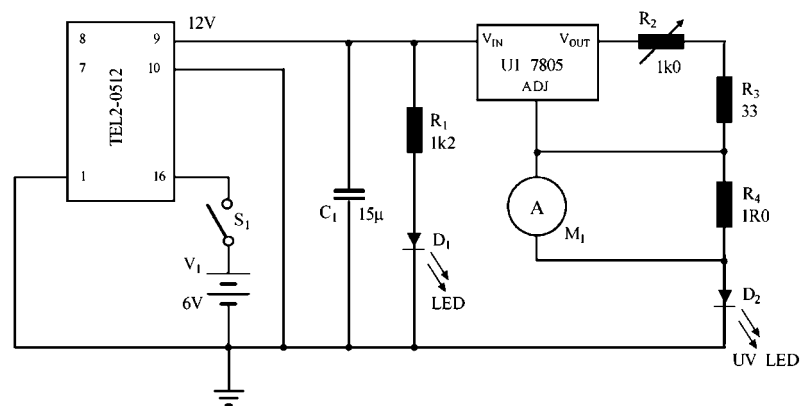 TEL2-0512
8
9
7
10
1
16
12V
S1
V1
6V
C1 15µ
R1
1k2
D1
LED
VIN VOUT
U1 7805
ADJ
R2
1k0
R3
33
A
M1
R4
1R0
D2
UV LED